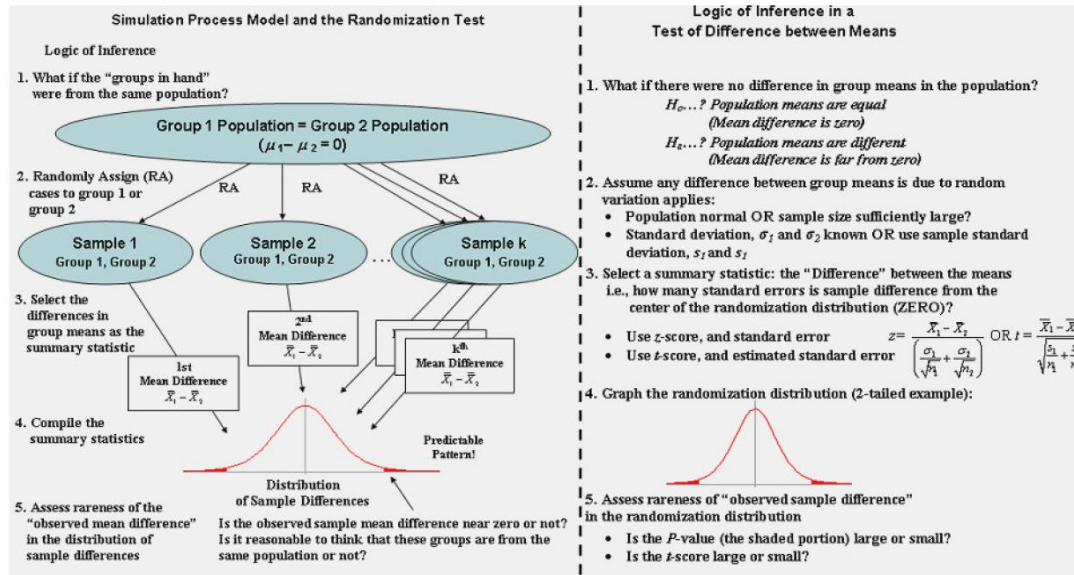 Simulation Process Model and the Randomization Test
Logic of Inference
1. What if the "groups in hand"
were from the same population?
Group 1 Population = Group 2 Population
(μ₁– μ₂ = 0)
2. Randomly Assign (RA)
cases to group 1 or
group 2
RA
RA
RA
Sample 1
Group 1, Group 2
Sample 2
Group 1, Group 2
...
Sample k
Group 1, Group 2
3. Select the
differences in
group means as the
summary statistic
1st
Mean Difference
X̅₁ – X̅₂
2nd
Mean Difference
X̅₁ – X̅₂
kth
Mean Difference
X̅₁ – X̅₂
4. Compile the
summary statistics
Predictable
Pattern!
Distribution
of Sample Differences
5. Assess rareness of the
"observed mean difference"
in the distribution of
sample differences
Is the observed sample mean difference near zero or not?
Is it reasonable to think that these groups are from the
same population or not?
Logic of Inference in a
Test of Difference between Means
1. What if there were no difference in group means in the population?
Hₒ...? Population means are equal
(Mean difference is zero)
Hₐ...? Population means are different
(Mean difference is far from zero)
2. Assume any difference between group means is due to random
variation applies:
• Population normal OR sample size sufficiently large?
• Standard deviation, σ₁ and σ₂ known OR use sample standard
deviation, s₁ and s₁
3. Select a summary statistic: the "Difference" between the means
i.e., how many standard errors is sample difference from the
center of the randomization distribution (ZERO)?
• Use z-score, and standard error
• Use t-score, and estimated standard error
z= (X̅₁ – X̅₂) / (σ₁/√n₁ + σ₂/√n₂) OR t =
4. Graph the randomization distribution (2-tailed example):
5. Assess rareness of "observed sample difference"
in the randomization distribution
• Is the P-value (the shaded portion) large or small?
• Is the t-score large or small?